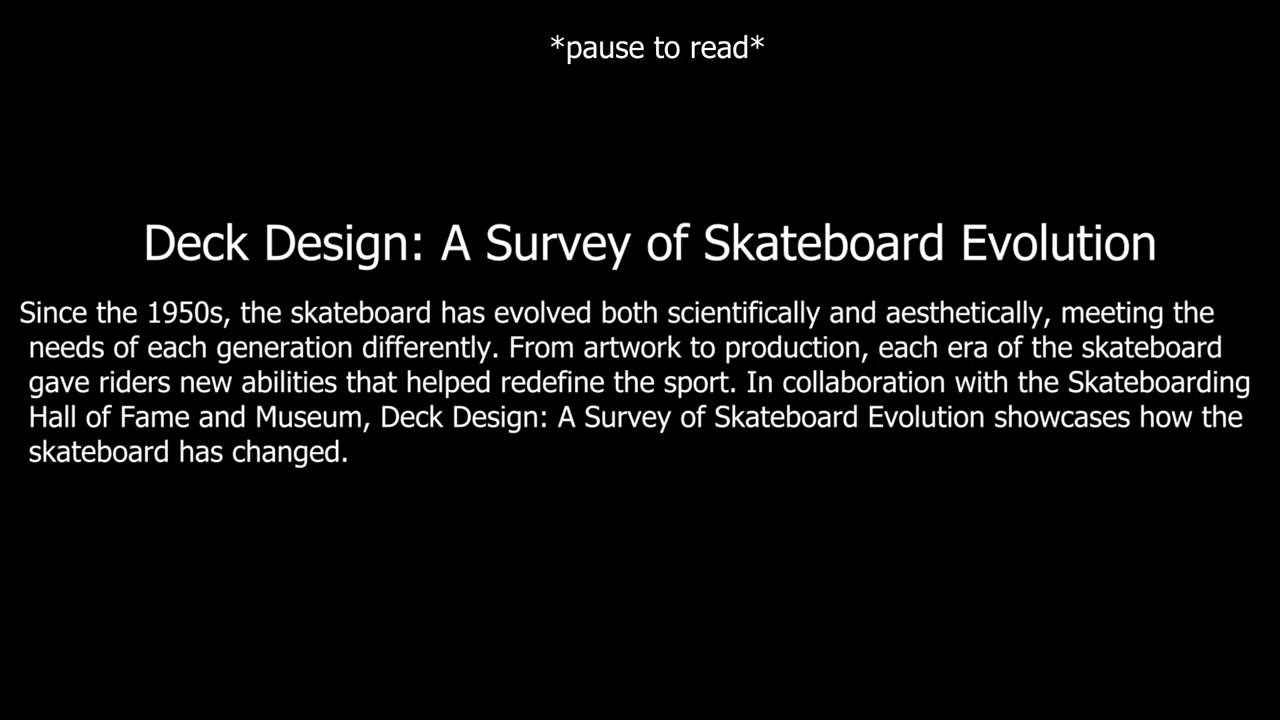 *pause to read*
Deck Design: A Survey of Skateboard Evolution
Since the 1950s, the skateboard has evolved both scientifically and aesthetically, meeting the
needs of each generation differently. From artwork to production, each era of the skateboard
gave riders new abilities that helped redefine the sport. In collaboration with the Skateboarding
Hall of Fame and Museum, Deck Design: A Survey of Skateboard Evolution showcases how the
skateboard has changed.